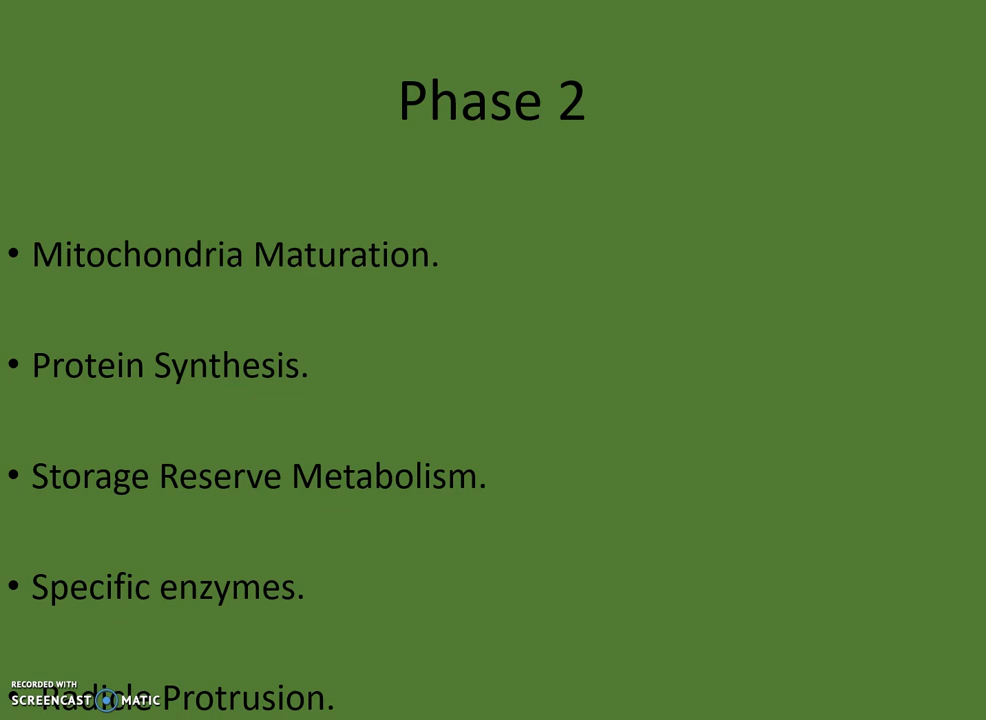 Phase 2
• Mitochondria Maturation.
• Protein Synthesis.
• Storage Reserve Metabolism.
• Specific enzymes.
• Radicle Protrusion.
RECORDED WITH
SCREENCAST MATIC